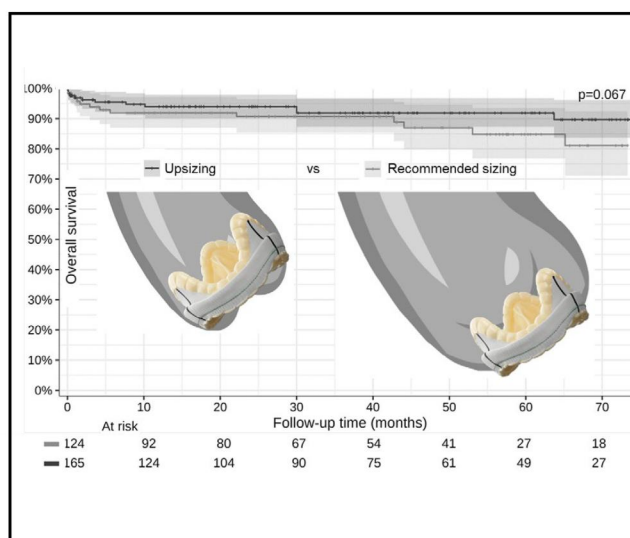 100%
p=0.067
90%
80%
Upsizing vs Recommended sizing
70%
60%
50%
40%
30%
20%
10%
0%
Overall survival
0 10 20 30 40 50 60 70
At risk Follow-up time (months)
124 92 80 67 54 41 27 18
165 124 104 90 75 61 49 27